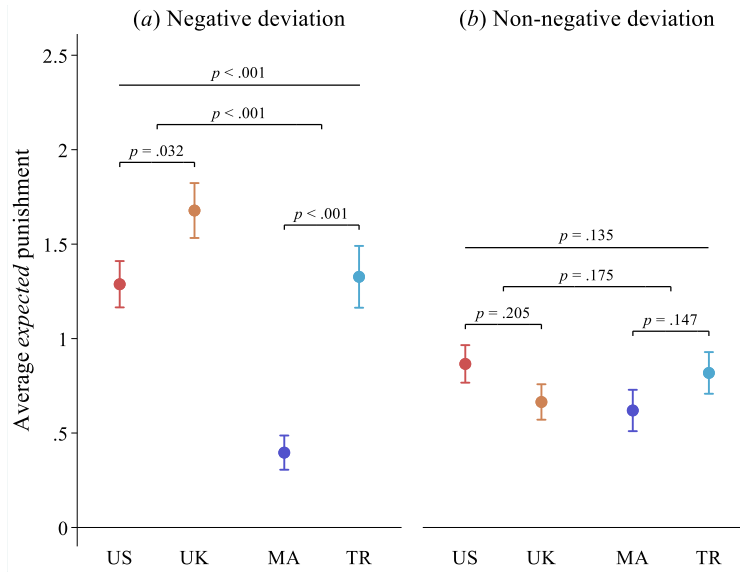 (a) Negative deviation
(b) Non-negative deviation
Average expected punishment
2.5
2
1.5
1
.5
0
p < .001
p < .001
p = .032
p < .001
US
UK
MA
TR
p = .135
p = .175
p = .205
p = .147
US
UK
MA
TR